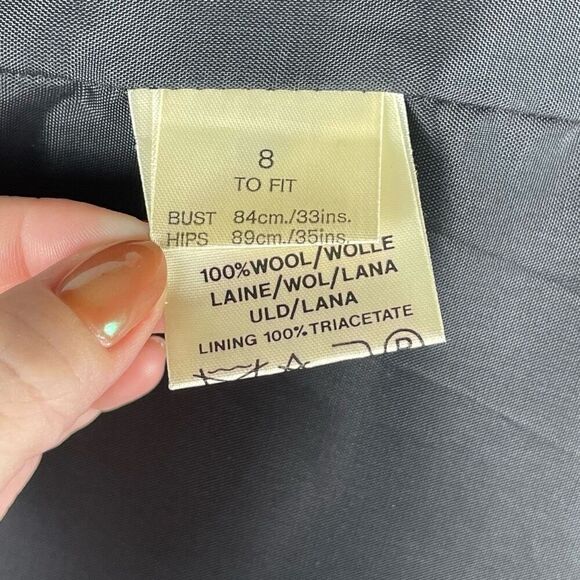 8
TO FIT
BUST 84cm./33ins.
HIPS 89cm./35ins.
100%WOOL/WOLLE
LAINE/WOL/LANA
ULD/LANA
LINING 100%TRIACETATE
P